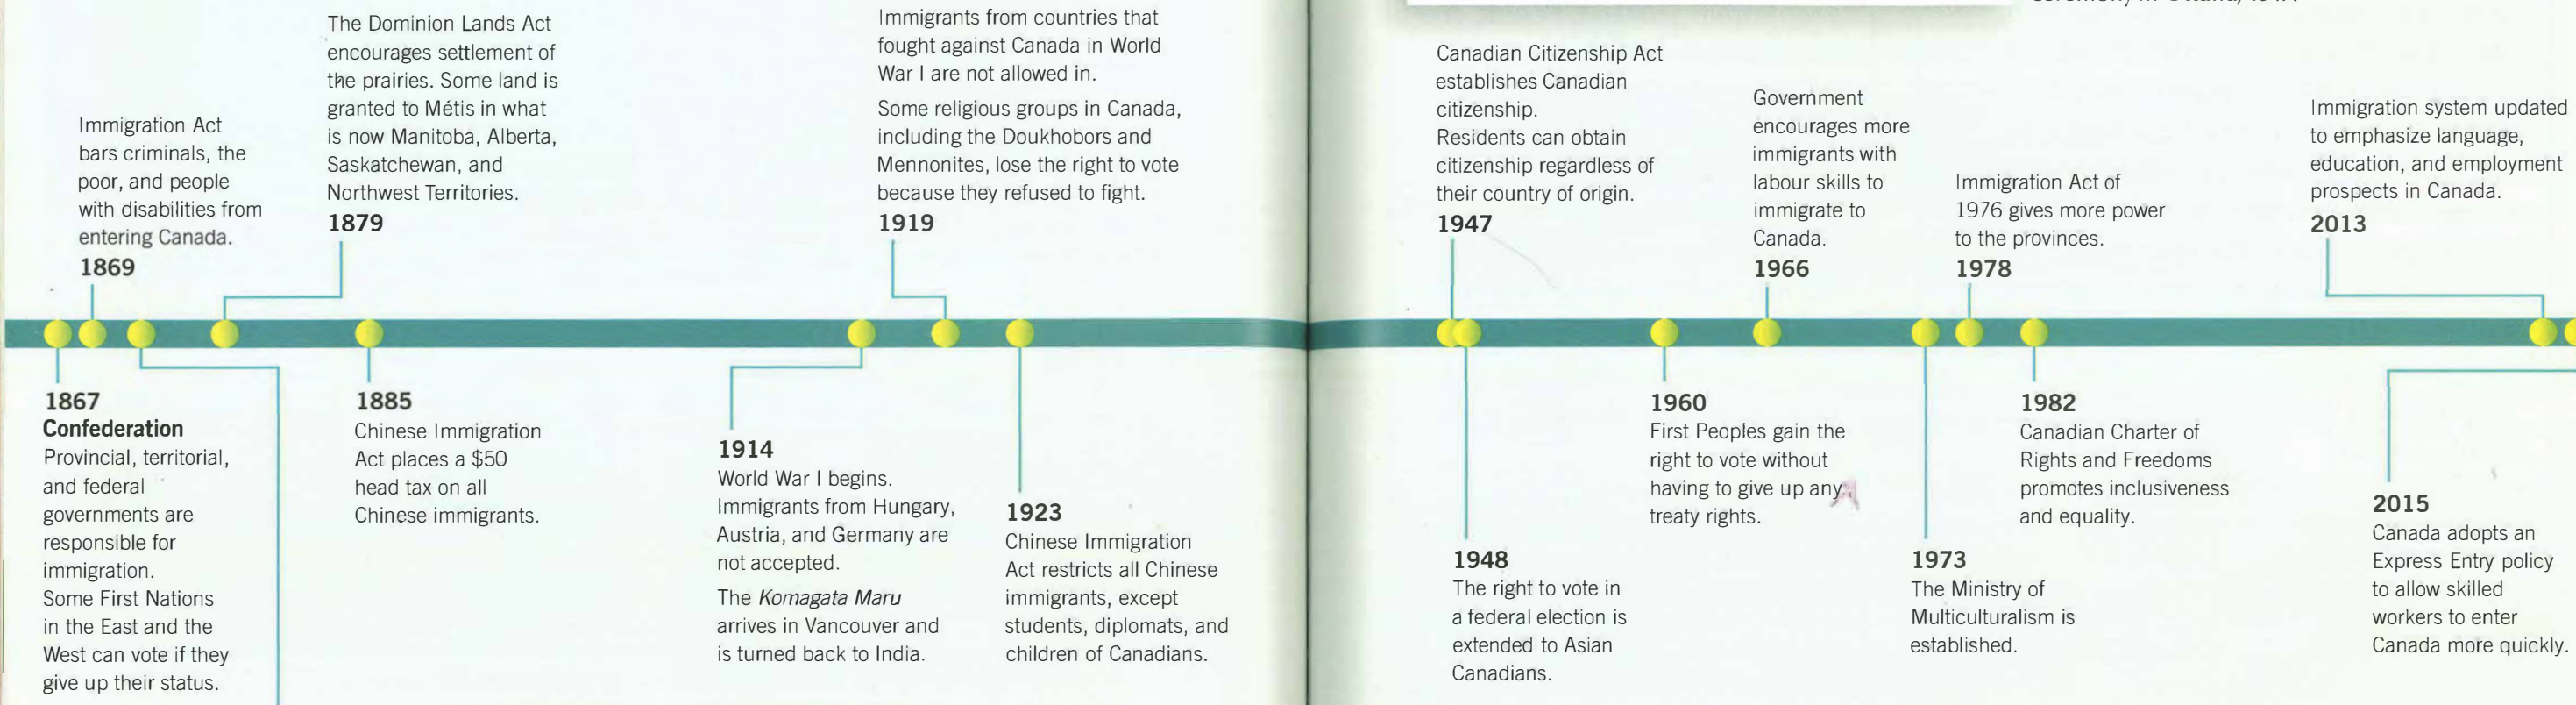 ceremony in Ottawa, 1947.
The Dominion Lands Act
encourages settlement of
the prairies. Some land is
granted to Métis in what
is now Manitoba, Alberta,
Saskatchewan, and
Northwest Territories.
1879
Immigrants from countries that
fought against Canada in World
War I are not allowed in.
Some religious groups in Canada,
including the Doukhobors and
Mennonites, lose the right to vote
because they refused to fight.
1919
Canadian Citizenship Act
establishes Canadian
citizenship.
Residents can obtain
citizenship regardless of
their country of origin.
1947
Government
encourages more
immigrants with
labour skills to
immigrate to
Canada.
1966
Immigration Act of
1976 gives more power
to the provinces.
1978
Immigration system updated
to emphasize language,
education, and employment
prospects in Canada.
2013
Immigration Act
bars criminals, the
poor, and people
with disabilities from
entering Canada.
1869
1867
Confederation
Provincial, territorial,
and federal
governments are
responsible for
immigration.
Some First Nations
in the East and the
West can vote if they
give up their status.
1885
Chinese Immigration
Act places a $50
head tax on all
Chinese immigrants.
1914
World War I begins.
Immigrants from Hungary,
Austria, and Germany are
not accepted.
The Komagata Maru
arrives in Vancouver and
is turned back to India.
1923
Chinese Immigration
Act restricts all Chinese
immigrants, except
students, diplomats, and
children of Canadians.
1948
The right to vote in
a federal election is
extended to Asian
Canadians.
1960
First Peoples gain the
right to vote without
having to give up any
treaty rights.
1973
The Ministry of
Multiculturalism is
established.
1982
Canadian Charter of
Rights and Freedoms
promotes inclusiveness
and equality.
2015
Canada adopts an
Express Entry policy
to allow skilled
workers to enter
Canada more quickly.